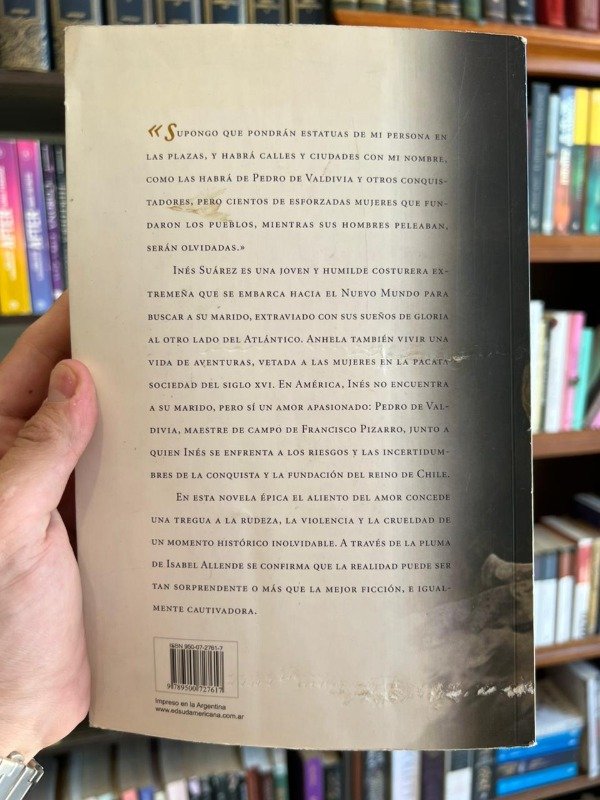 «Supongo que pondrán estatuas de mi persona en
las plazas, y habrá calles y ciudades con mi nombre,
como las habrá de Pedro de Valdivia y otros conquis-
tadores, pero cientos de esforzadas mujeres que fun-
daron los pueblos, mientras sus hombres peleaban,
serán olvidadas.»
Inés Suárez es una joven y humilde costurera ex-
tremeña que se embarca hacia el Nuevo Mundo para
buscar a su marido, extraviado con sus sueños de gloria
al otro lado del Atlántico. Anhela también vivir una
vida de aventuras, vetada a las mujeres en la pacata
sociedad del siglo xvi. En América, Inés no encuentra
a su marido, pero sí un amor apasionado: Pedro de Val-
divia, maestre de campo de Francisco Pizarro, junto a
quien Inés se enfrenta a los riesgos y las incertidum-
bres de la conquista y la fundación del reino de Chile.
En esta novela épica el aliento del amor concede
una tregua a la rudeza, la violencia y la crueldad de
un momento histórico inolvidable. A través de la pluma
de Isabel Allende se confirma que la realidad puede ser
tan sorprendente o más que la mejor ficción, e igual-
mente cautivadora.
ISBN 950-07-2761-7
9789500727617
Impreso en la Argentina
www.edsudamericana.com.ar
AFTER
AFTER